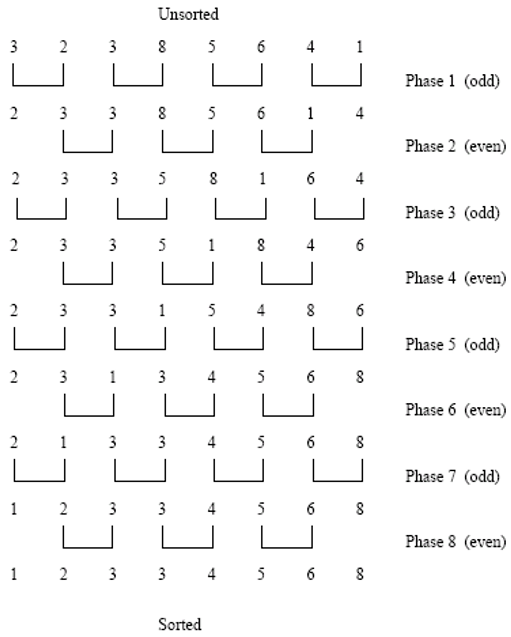 Unsorted
3 2 3 8 5 6 4 1
Phase 1 (odd)
2 3 3 8 5 6 1 4
Phase 2 (even)
2 3 3 5 8 1 6 4
Phase 3 (odd)
2 3 3 5 1 8 4 6
Phase 4 (even)
2 3 3 1 5 4 8 6
Phase 5 (odd)
2 3 1 3 4 5 6 8
Phase 6 (even)
2 1 3 3 4 5 6 8
Phase 7 (odd)
1 2 3 3 4 5 6 8
Phase 8 (even)
1 2 3 3 4 5 6 8
Sorted